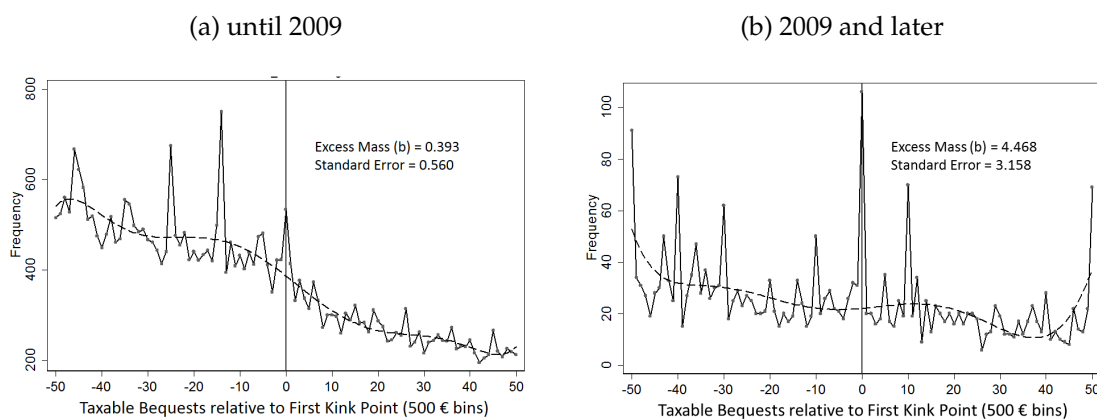 (a) until 2009
(b) 2009 and later
800
600
400
200
Frequency
Excess Mass (b) = 0.393
Standard Error = 0.560
-50 -40 -30 -20 -10 0 10 20 30 40 50
Taxable Bequests relative to First Kink Point (500 € bins)
100
80
60
40
20
0
Frequency
Excess Mass (b) = 4.468
Standard Error = 3.158
-50 -40 -30 -20 -10 0 10 20 30 40 50
Taxable Bequests relative to First Kink Point (500 € bins)